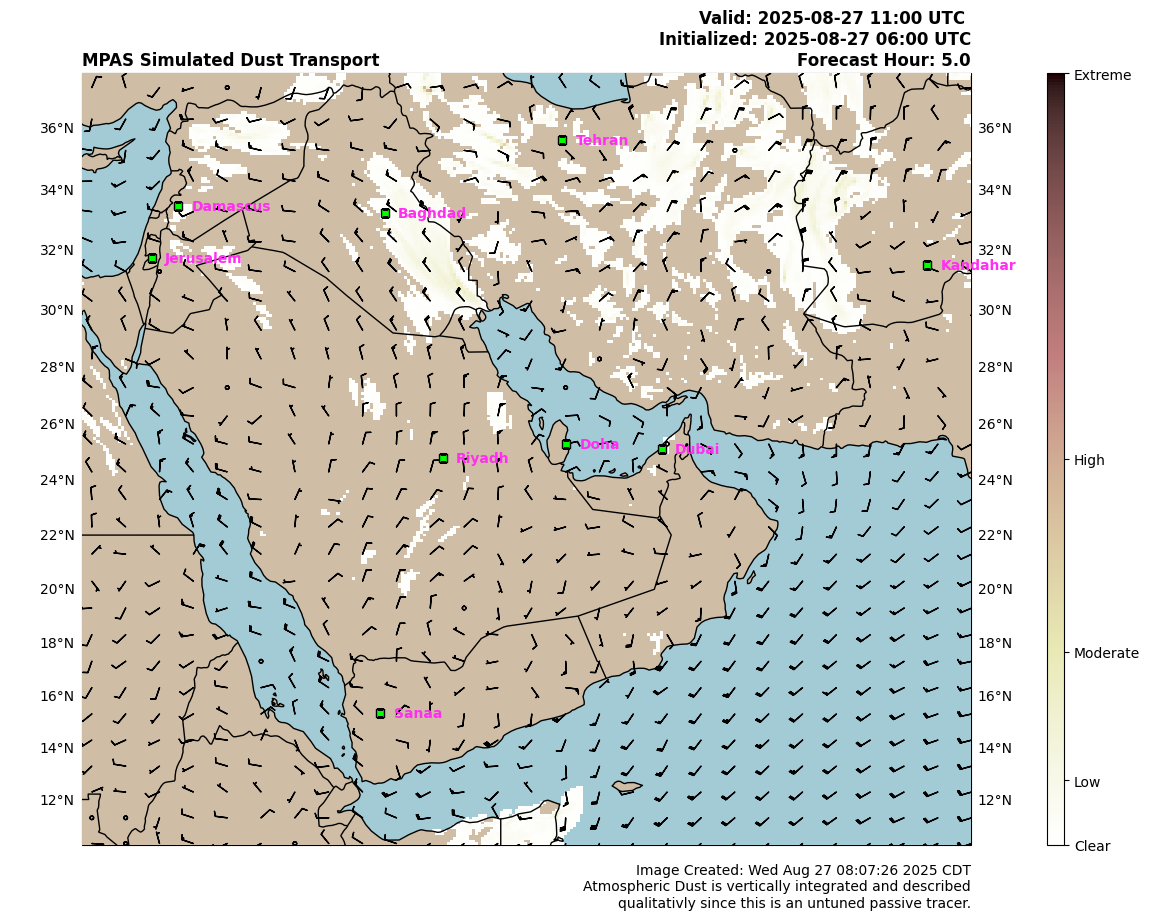 Valid: 2025-08-27 11:00 UTC
Initialized: 2025-08-27 06:00 UTC
MPAS Simulated Dust Transport Forecast Hour: 5.0
Extreme
36°N Tehran 36°N
34°N Damascus Baghdad 34°N
32°N Jerusalem 32°N
Kandahar
30°N 30°N
28°N 28°N
26°N 26°N
Doha Dubai
Riyadh High
24°N 24°N
22°N 22°N
20°N 20°N
18°N 18°N
Moderate
16°N 16°N
Sanaa
14°N 14°N
Low
12°N 12°N
Clear
Image Created: Wed Aug 27 08:07:26 2025 CDT
Atmospheric Dust is vertically integrated and described
qualitativly since this is an untuned passive tracer.